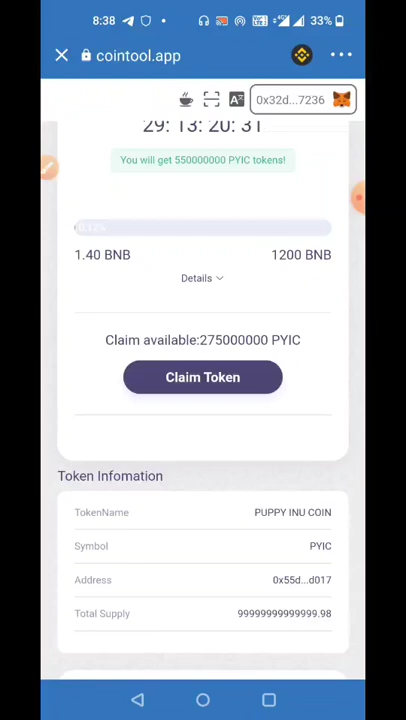 8:38
33%
cointool.app
0x32d...7236
29: 13: 20: 31
You will get 550000000 PYIC tokens!
0.12%
1.40 BNB 1200 BNB
Details
Claim available:275000000 PYIC
Claim Token
Token Infomation
TokenName PUPPY INU COIN
Symbol PYIC
Address 0x55d...d017
Total Supply 99999999999999.98